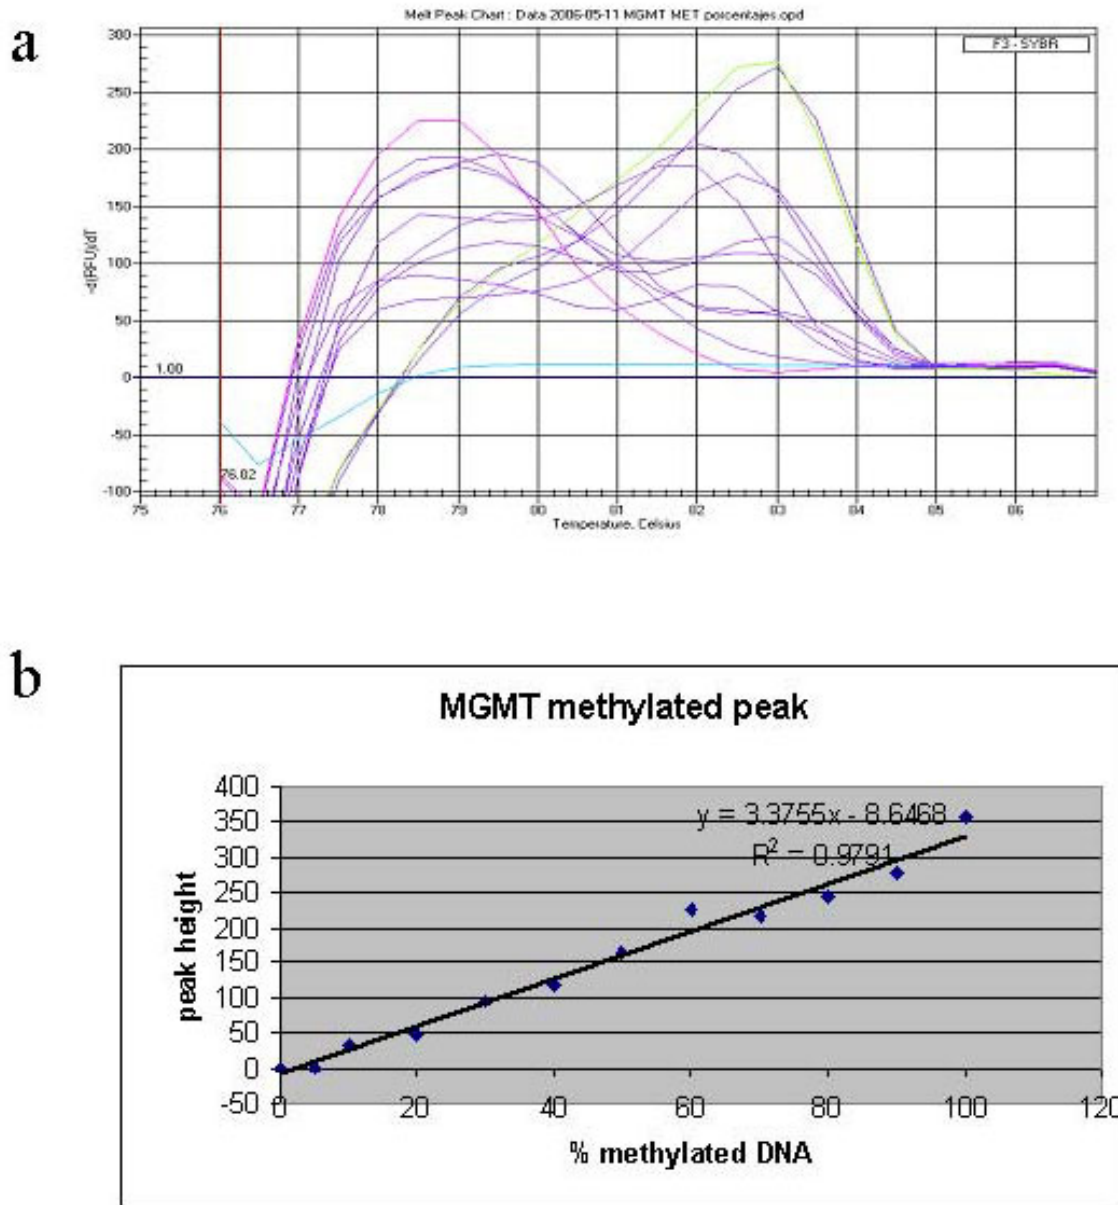 a
Melt Peak Chart : Data 2006-05-11 MGMT MET porcentajes.opd
F3 - SYBR
300
250
200
150
100
50
0
-50
-100
-d(RFU)/dT
1.00
76.02
75 76 77 78 79 80 81 82 83 84 85 86
Temperature, Celsius
b
MGMT methylated peak
400
350
300
250
200
150
100
50
0
-50
peak height
y = 3.3755x - 8.6468
R² = 0.9791
0 20 40 60 80 100 120
% methylated DNA